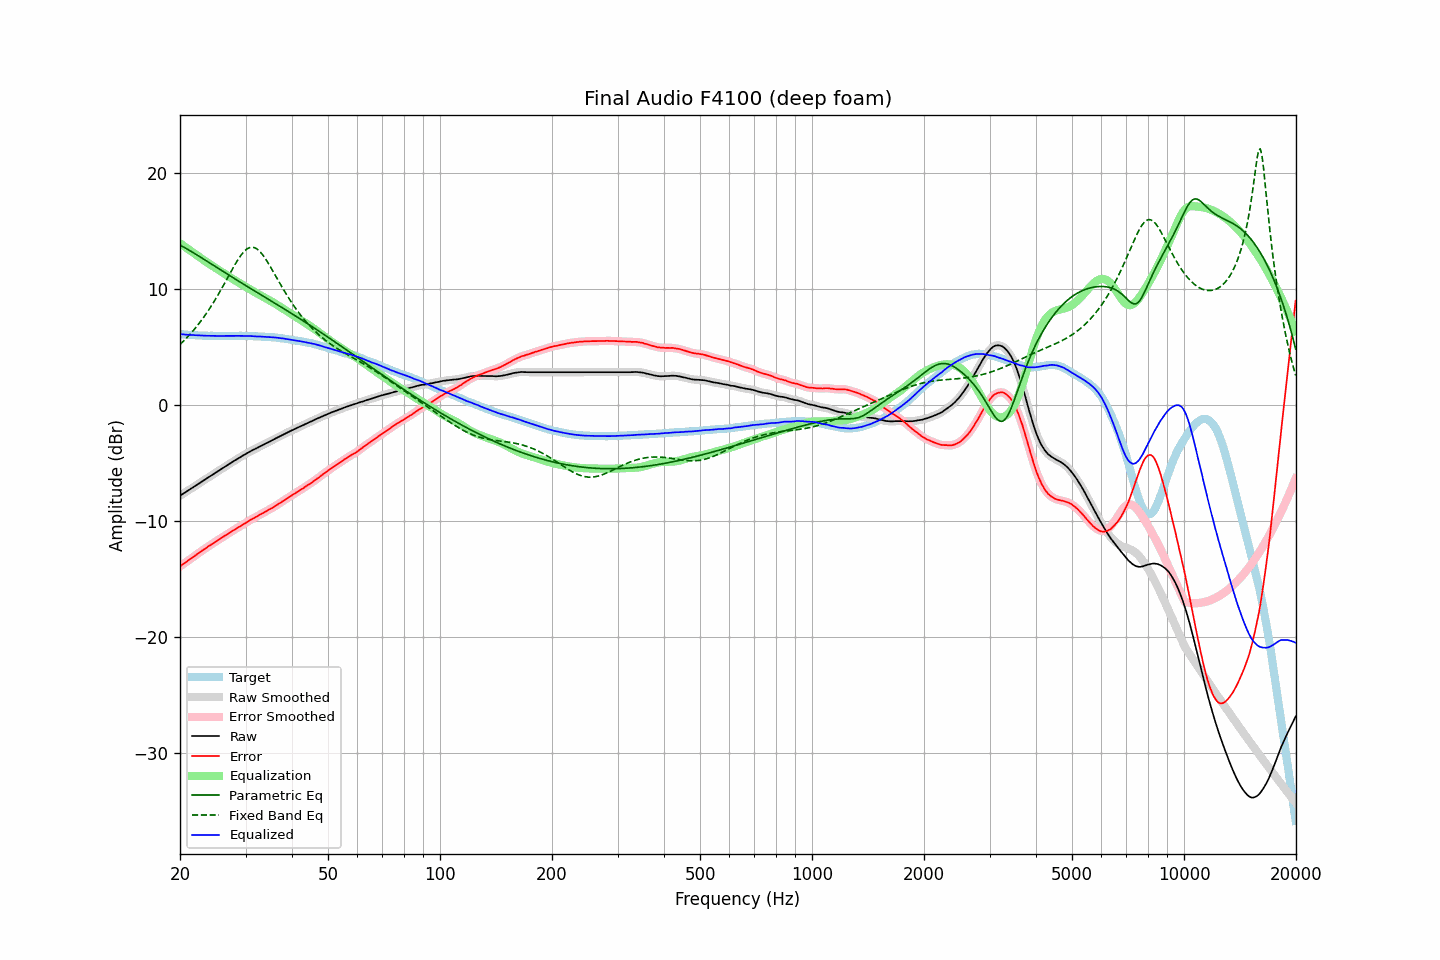 Final Audio F4100 (deep foam)
Amplitude (dBr)
20
10
0
−10
−20
−30
Target
Raw Smoothed
Error Smoothed
Raw
Error
Equalization
Parametric Eq
Fixed Band Eq
Equalized
20 50 100 200 500 1000 2000 5000 10000 20000
Frequency (Hz)